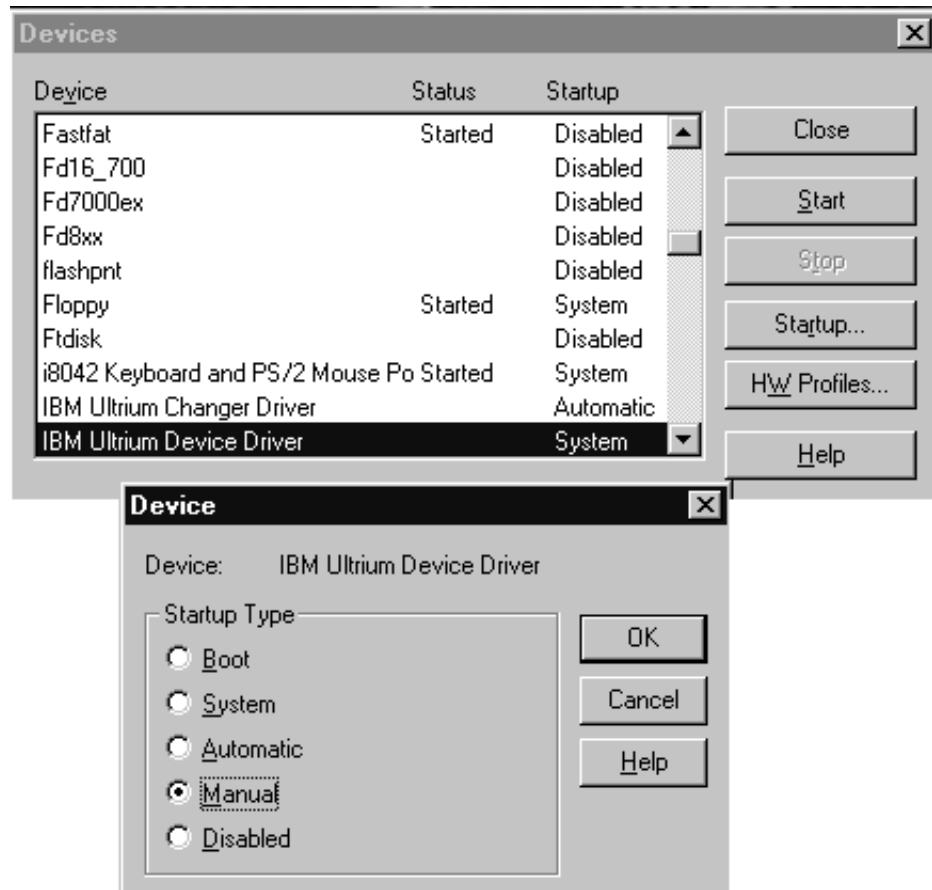 Devices
Device Status Startup
Fastfat Started Disabled
Fd16_700 Disabled
Fd7000ex Disabled
Fd8xx Disabled
flashpnt Disabled
Floppy Started System
Ftdisk Disabled
i8042 Keyboard and PS/2 Mouse Po Started System
IBM Ultrium Changer Driver Automatic
IBM Ultrium Device Driver System
Close
Start
Stop
Startup...
HW Profiles...
Help
Device
Device: IBM Ultrium Device Driver
Startup Type
Boot
System
Automatic
Manual
Disabled
OK
Cancel
Help